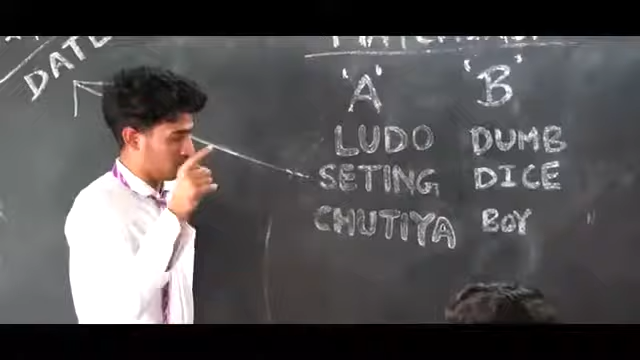 DATE
'A' 'B'
LUDO DUMB
SETING DICE
CHUTIYA BOY